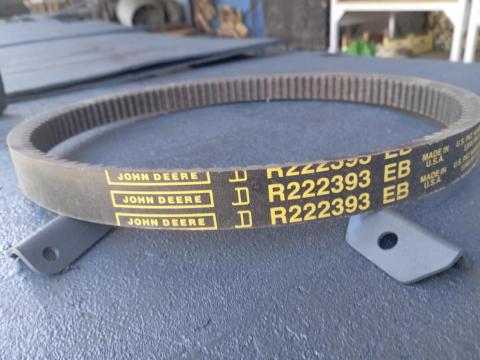 JOHN DEERE A R222393 EB MADE IN U.S.A.
JOHN DEERE A R222393 EB MADE IN U.S.A.
JOHN DEERE A R222393 EB